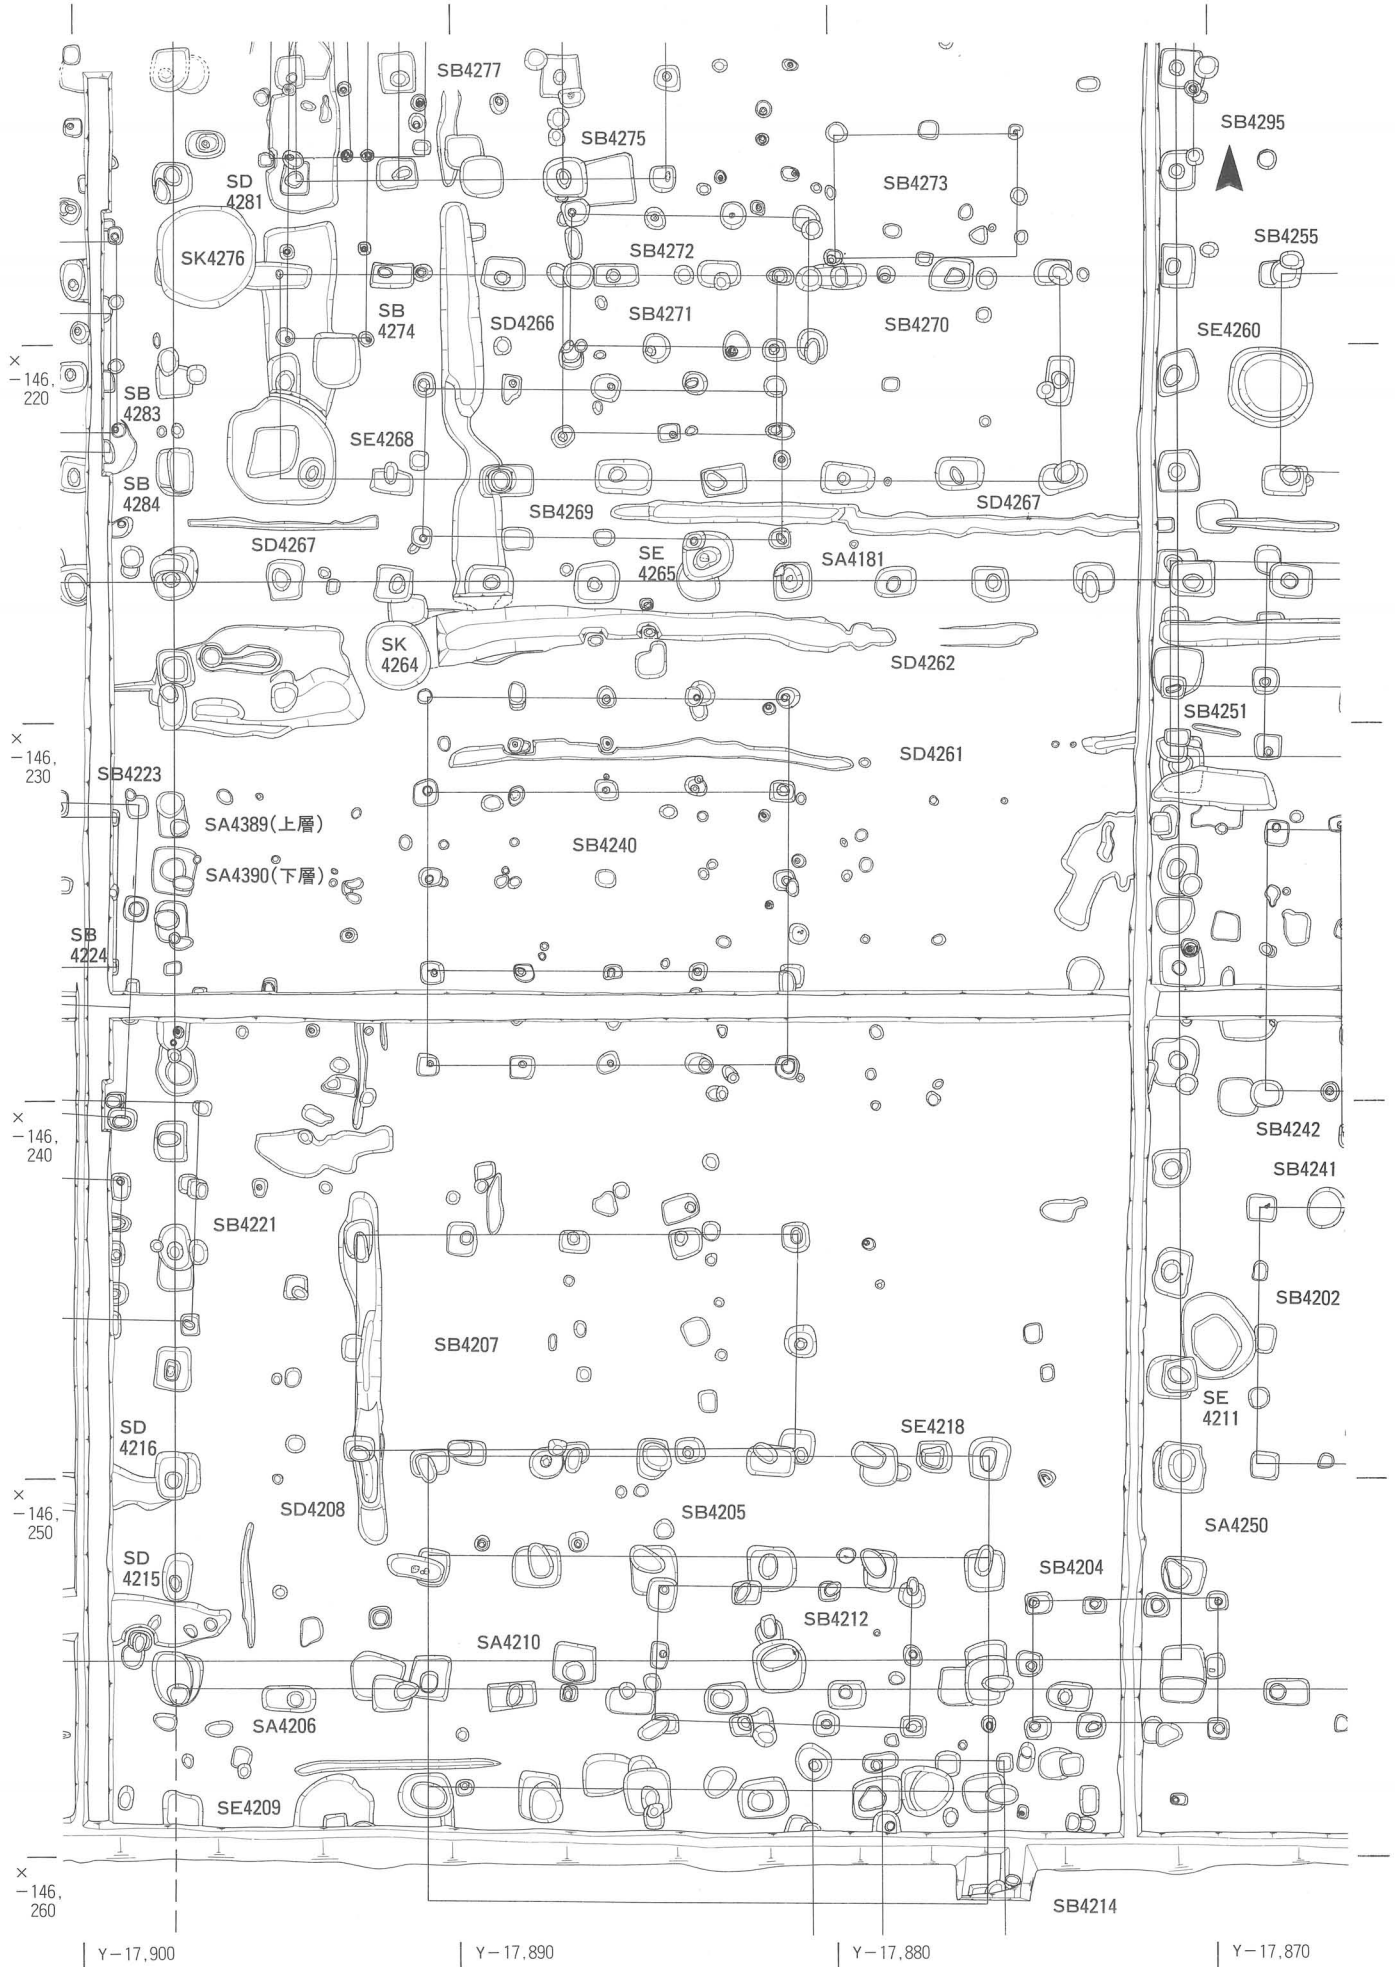 SB4277
SB4295
SB4275
SD
4281
SB4273
SK4276
SB4272
SB4255
SB
4274
SD4266
SB4271
SB4270
SE4260
×
−146,
220
SB
4283
SE4268
SB
4284
SB4269
SD4267
SD4267
SE
4265
SA4181
SK
4264
SD4262
SB4251
×
−146,
230
SB4223
SD4261
SA4389(上層)
SB4240
SA4390(下層)
SB
4224
×
−146,
240
SB4242
SB4241
SB4221
SB4202
SB4207
SD
4216
SE4218
SE
4211
×
−146,
250
SD4208
SB4205
SA4250
SD
4215
SB4204
SB4212
SA4210
SA4206
SE4209
×
−146,
260
SB4214
Y−17,900
Y−17,890
Y−17,880
Y−17,870